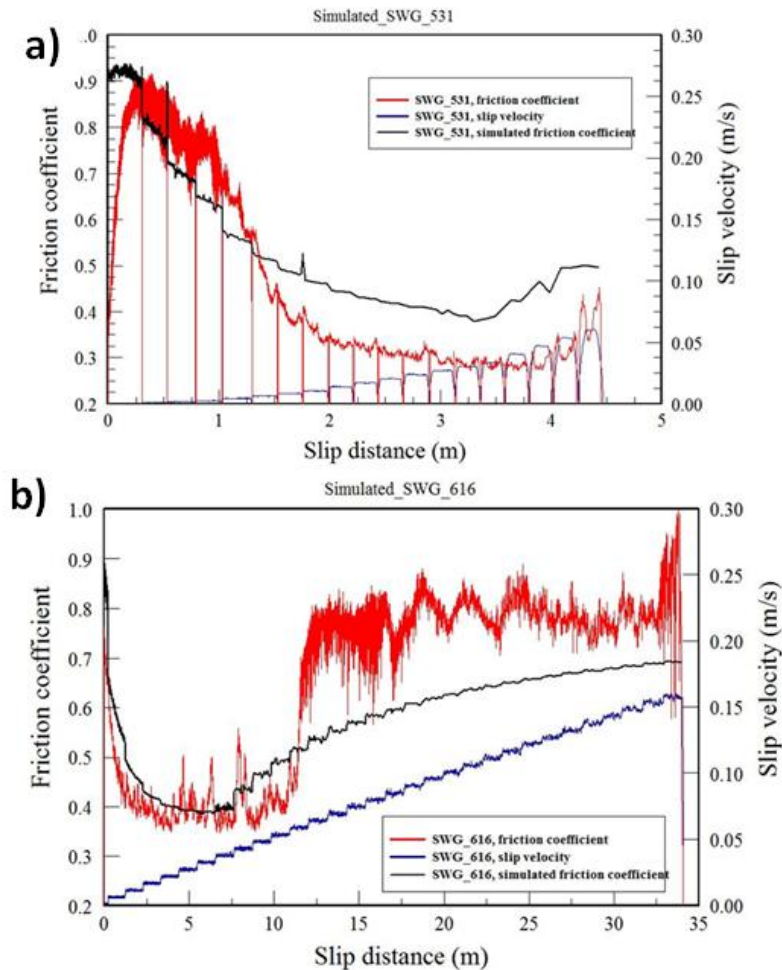 a)
Simulated_SWG_531
.0
0.30
0.9
0.25
SWG_531, friction coefficient
SWG_531, slip velocity
SWG_531, simulated friction coefficient
0.8
0.20
0.7
0.6
0.15
0.5
0.10
0.4
0.05
0.3
0.2
0.00
Friction coefficient
Slip velocity (m/s)
0
1
2
3
4
5
Slip distance (m)
b)
Simulated_SWG_616
1.0
0.30
0.9
0.25
0.8
0.20
0.7
0.6
0.15
0.5
0.10
0.4
0.05
0.3
0.2
0.00
Friction coefficient
Slip velocity (m/s)
SWG_616, friction coefficient
SWG_616, slip velocity
SWG_616, simulated friction coefficient
0
5
10
15
20
25
30
35
Slip distance (m)